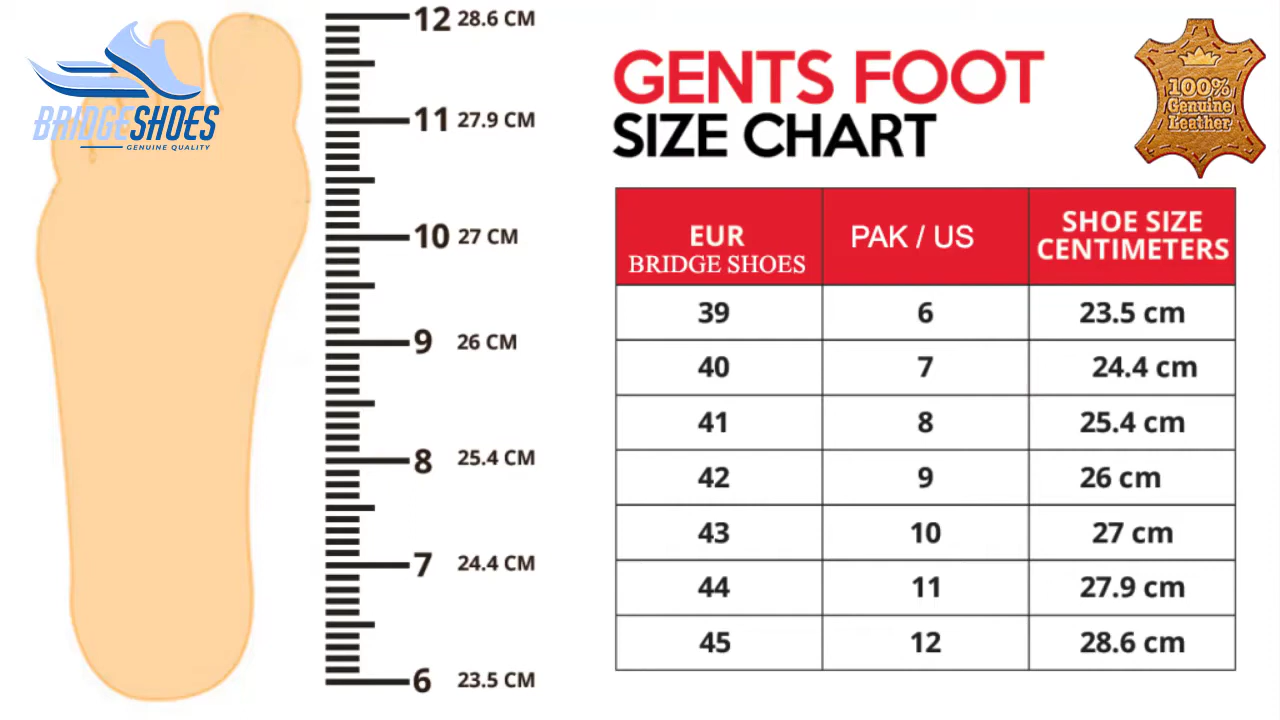 BRIDGESHOES
GENUINE QUALITY
12 28.6 CM
11 27.9 CM
10 27 CM
9 26 CM
8 25.4 CM
7 24.4 CM
6 23.5 CM
GENTS FOOT
SIZE CHART
100%
Genuine
Leather
EUR
BRIDGE SHOES
PAK / US
SHOE SIZE
CENTIMETERS
39 6 23.5 cm
40 7 24.4 cm
41 8 25.4 cm
42 9 26 cm
43 10 27 cm
44 11 27.9 cm
45 12 28.6 cm